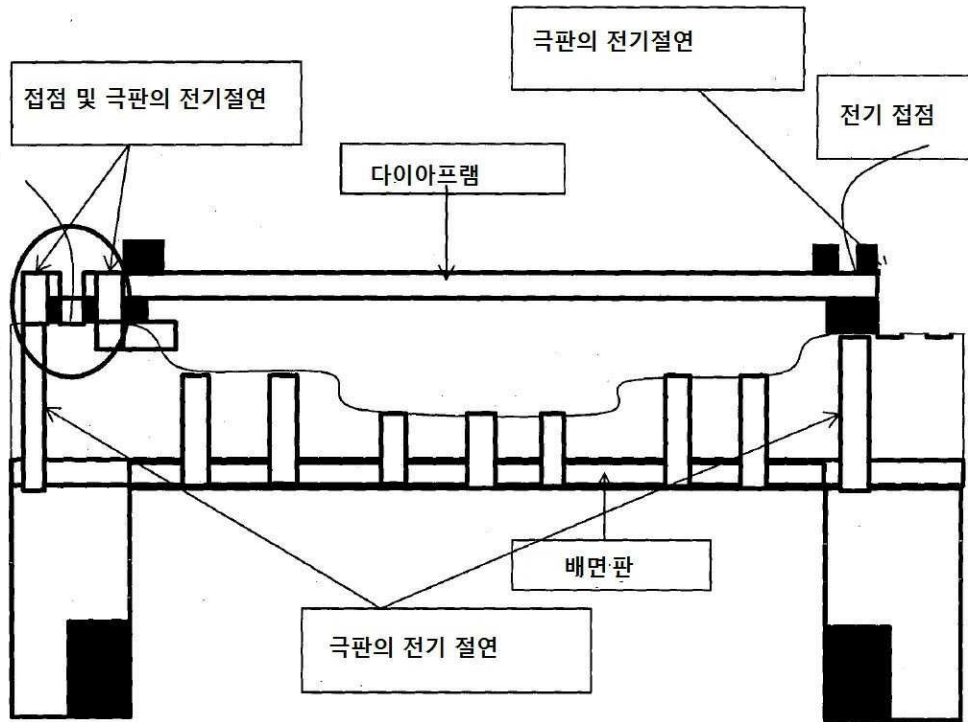 극판의 전기절연
접점 및 극판의 전기절연
전기 접점
다이아프램
배면 판
극판의 전기 절연